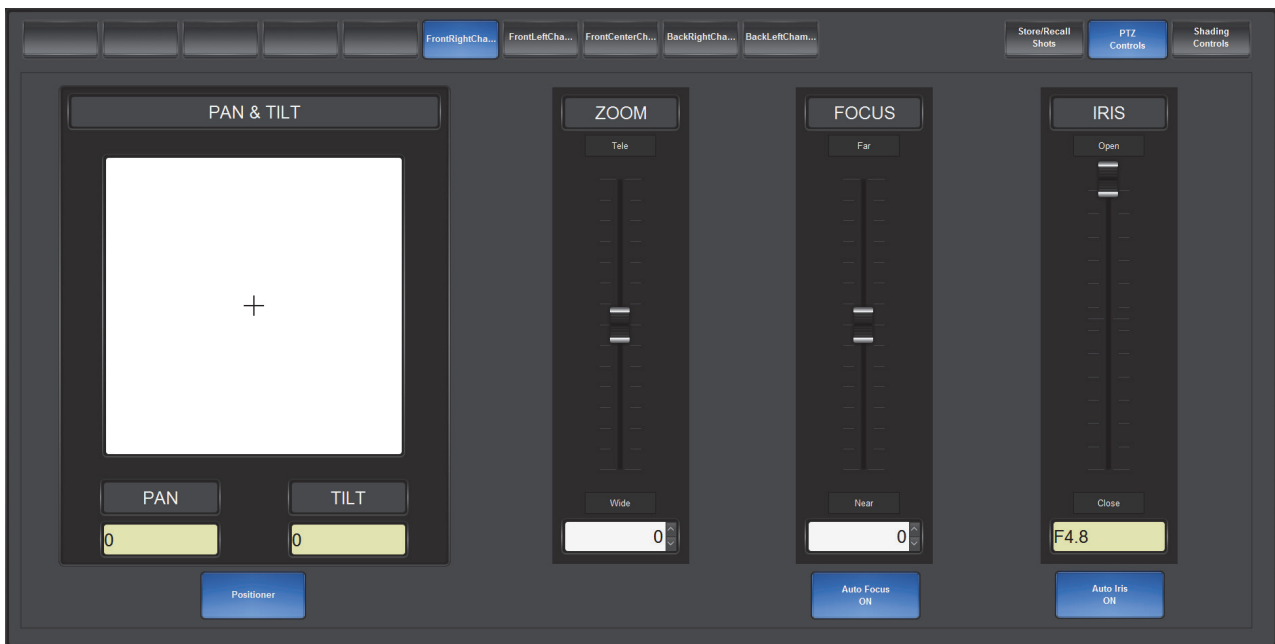 FrontRightCha...
FrontLeftCha...
FrontCenterCh...
BackRightCha...
BackLeftCham...
Store/Recall
Shots
PTZ
Controls
Shading
Controls
PAN & TILT
PAN
TILT
0
0
Positioner
ZOOM
Tele
Wide
0
FOCUS
Far
Near
0
Auto Focus
ON
IRIS
Open
Close
F4.8
Auto Iris
ON